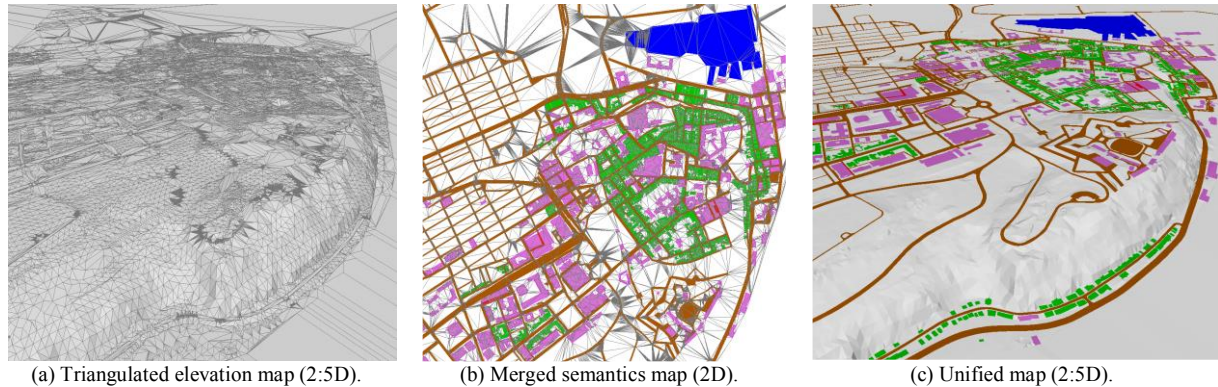 (a) Triangulated elevation map (2:5D).
(b) Merged semantics map (2D).
(c) Unified map (2:5D).